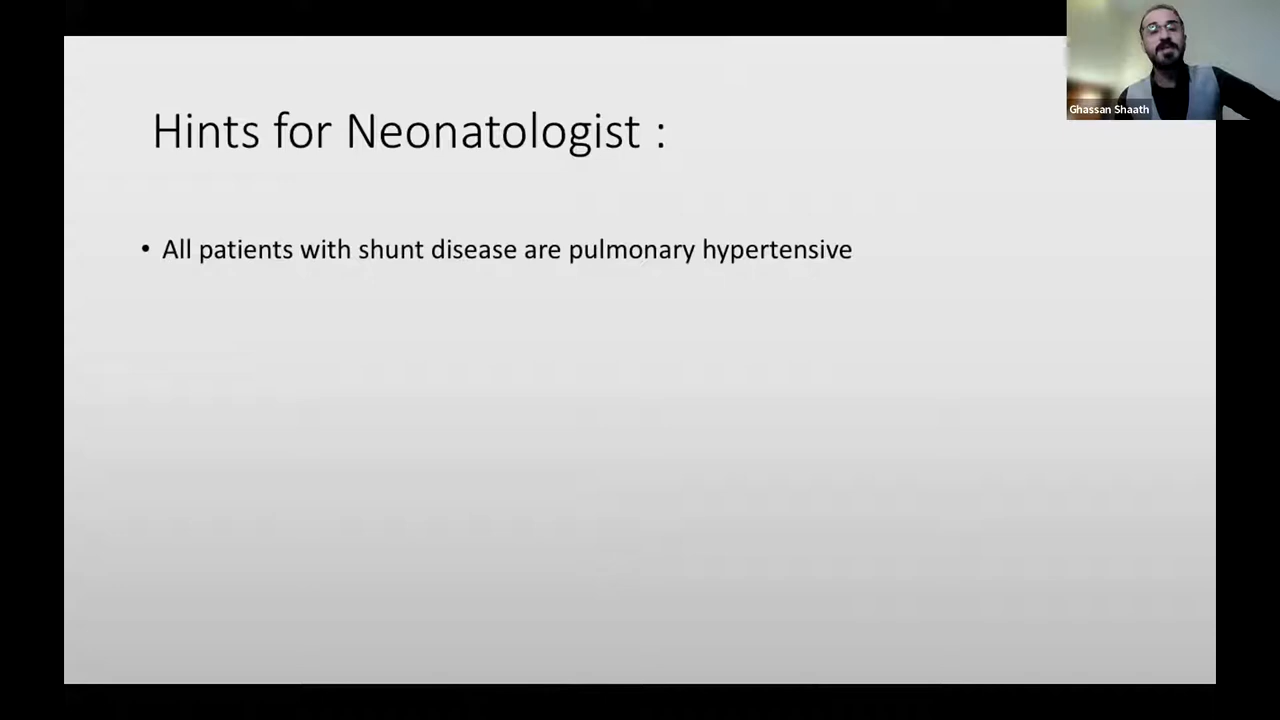 Ghassan Shaath
Hints for Neonatologist :
• All patients with shunt disease are pulmonary hypertensive